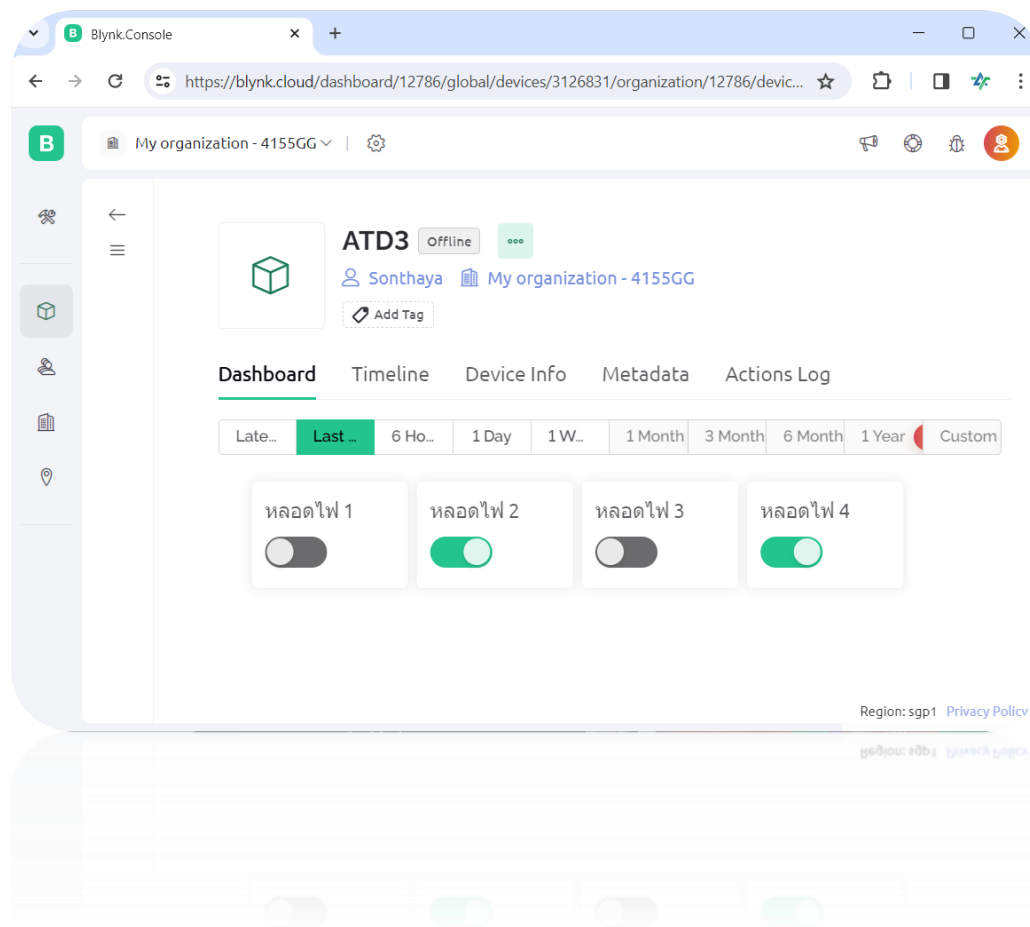 B Blynk.Console
https://blynk.cloud/dashboard/12786/global/devices/3126831/organization/12786/devic...
B My organization - 4155GG
ATD3 Offline
Sonthaya My organization - 4155GG
Add Tag
Dashboard Timeline Device Info Metadata Actions Log
Late... Last ... 6 Ho... 1 Day 1 W... 1 Month 3 Month 6 Month 1 Year Custom
หลอดไฟ 1 หลอดไฟ 2 หลอดไฟ 3 หลอดไฟ 4
Region: sgp1 Privacy Policy
Region: sgp1 Privacy Policy